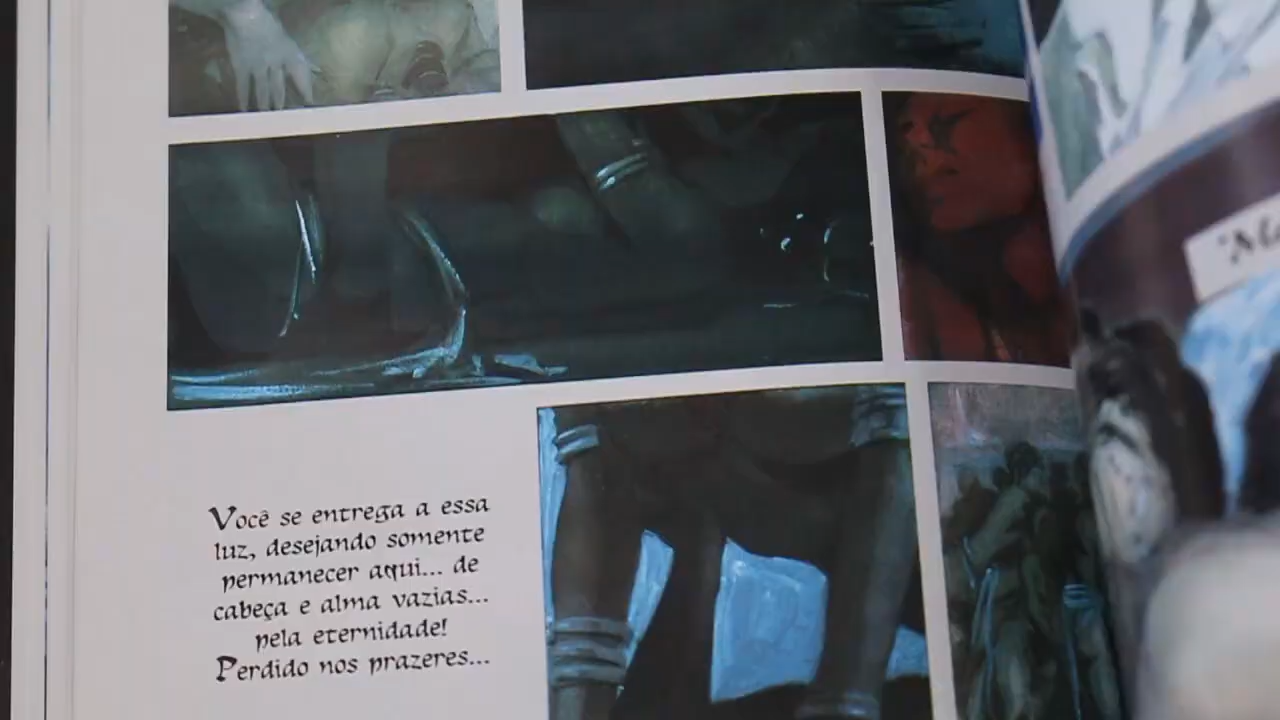 Você se entrega a essa
luz, desejando somente
permanecer aqui... de
cabeça e alma vazias...
pela eternidade!
Perdido nos prazeres...